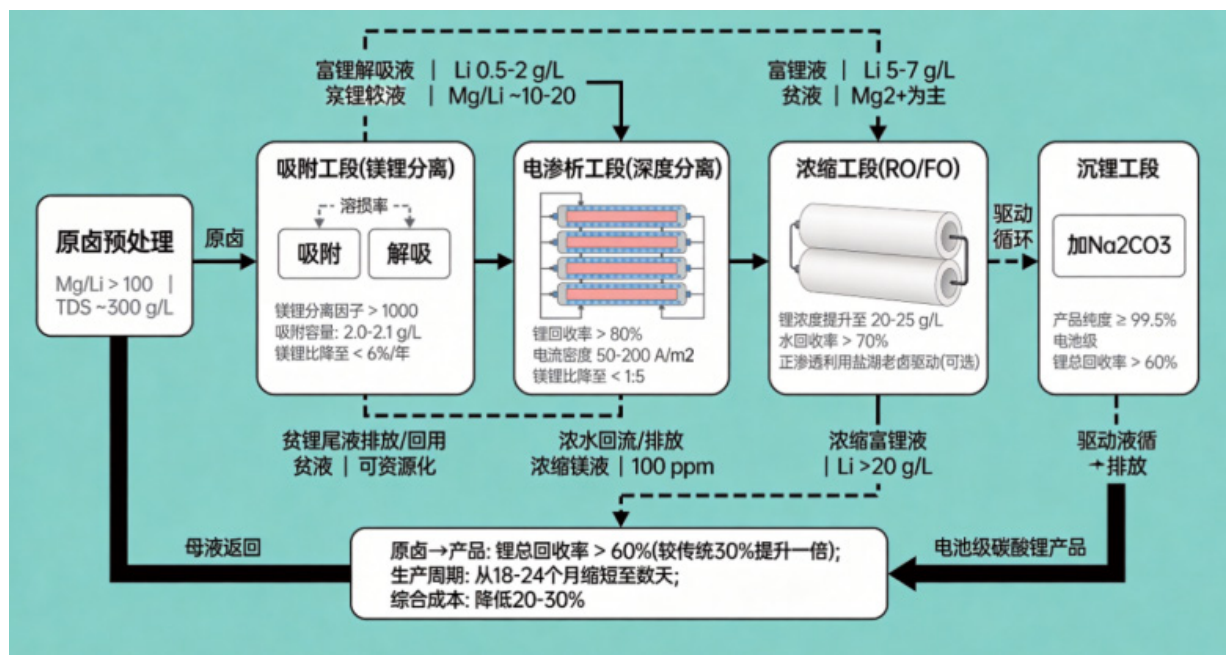 富锂解吸液 | Li 0.5-2 g/L
Mg/Li ~10-20
富锂液 | Li 5-7 g/L
贫液 | Mg2+为主
原卤预处理
Mg/Li > 100 |
TDS ~300 g/L
原卤
吸附工段(镁锂分离)
溶损率
吸附
解吸
镁锂分离因子 > 1000
吸附容量: 2.0-2.1 g/L
镁锂比降至 < 6%/年
电渗析工段(深度分离)
锂回收率 > 80%
电流密度 50-200 A/m2
镁锂比降至 < 1:5
浓缩工段(RO/FO)
锂浓度提升至 20-25 g/L
水回收率 > 70%
正渗透利用盐湖老卤驱动(可选)
驱动
循环
沉锂工段
加Na2CO3
产品纯度 ≥ 99.5%
电池级
锂总回收率 > 60%
贫锂尾液排放/回用
贫液 | 可资源化
浓水回流/排放
浓缩镁液 | 100 ppm
浓缩富锂液
| Li >20 g/L
驱动液循
排放
母液返回
原卤→产品: 锂总回收率 > 60%(较传统30%提升一倍);
生产周期: 从18-24个月缩短至数天;
综合成本: 降低20-30%
电池级碳酸锂产品